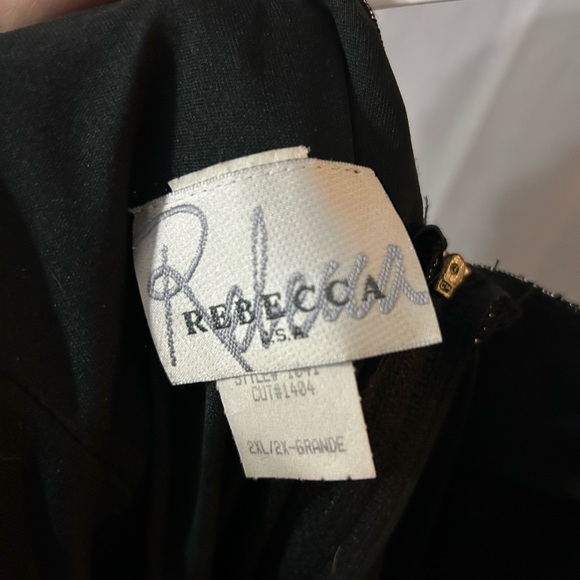 Rebecca
REBECCA
U.S.A.
CUT#1404
2XL/2X-GRANDE